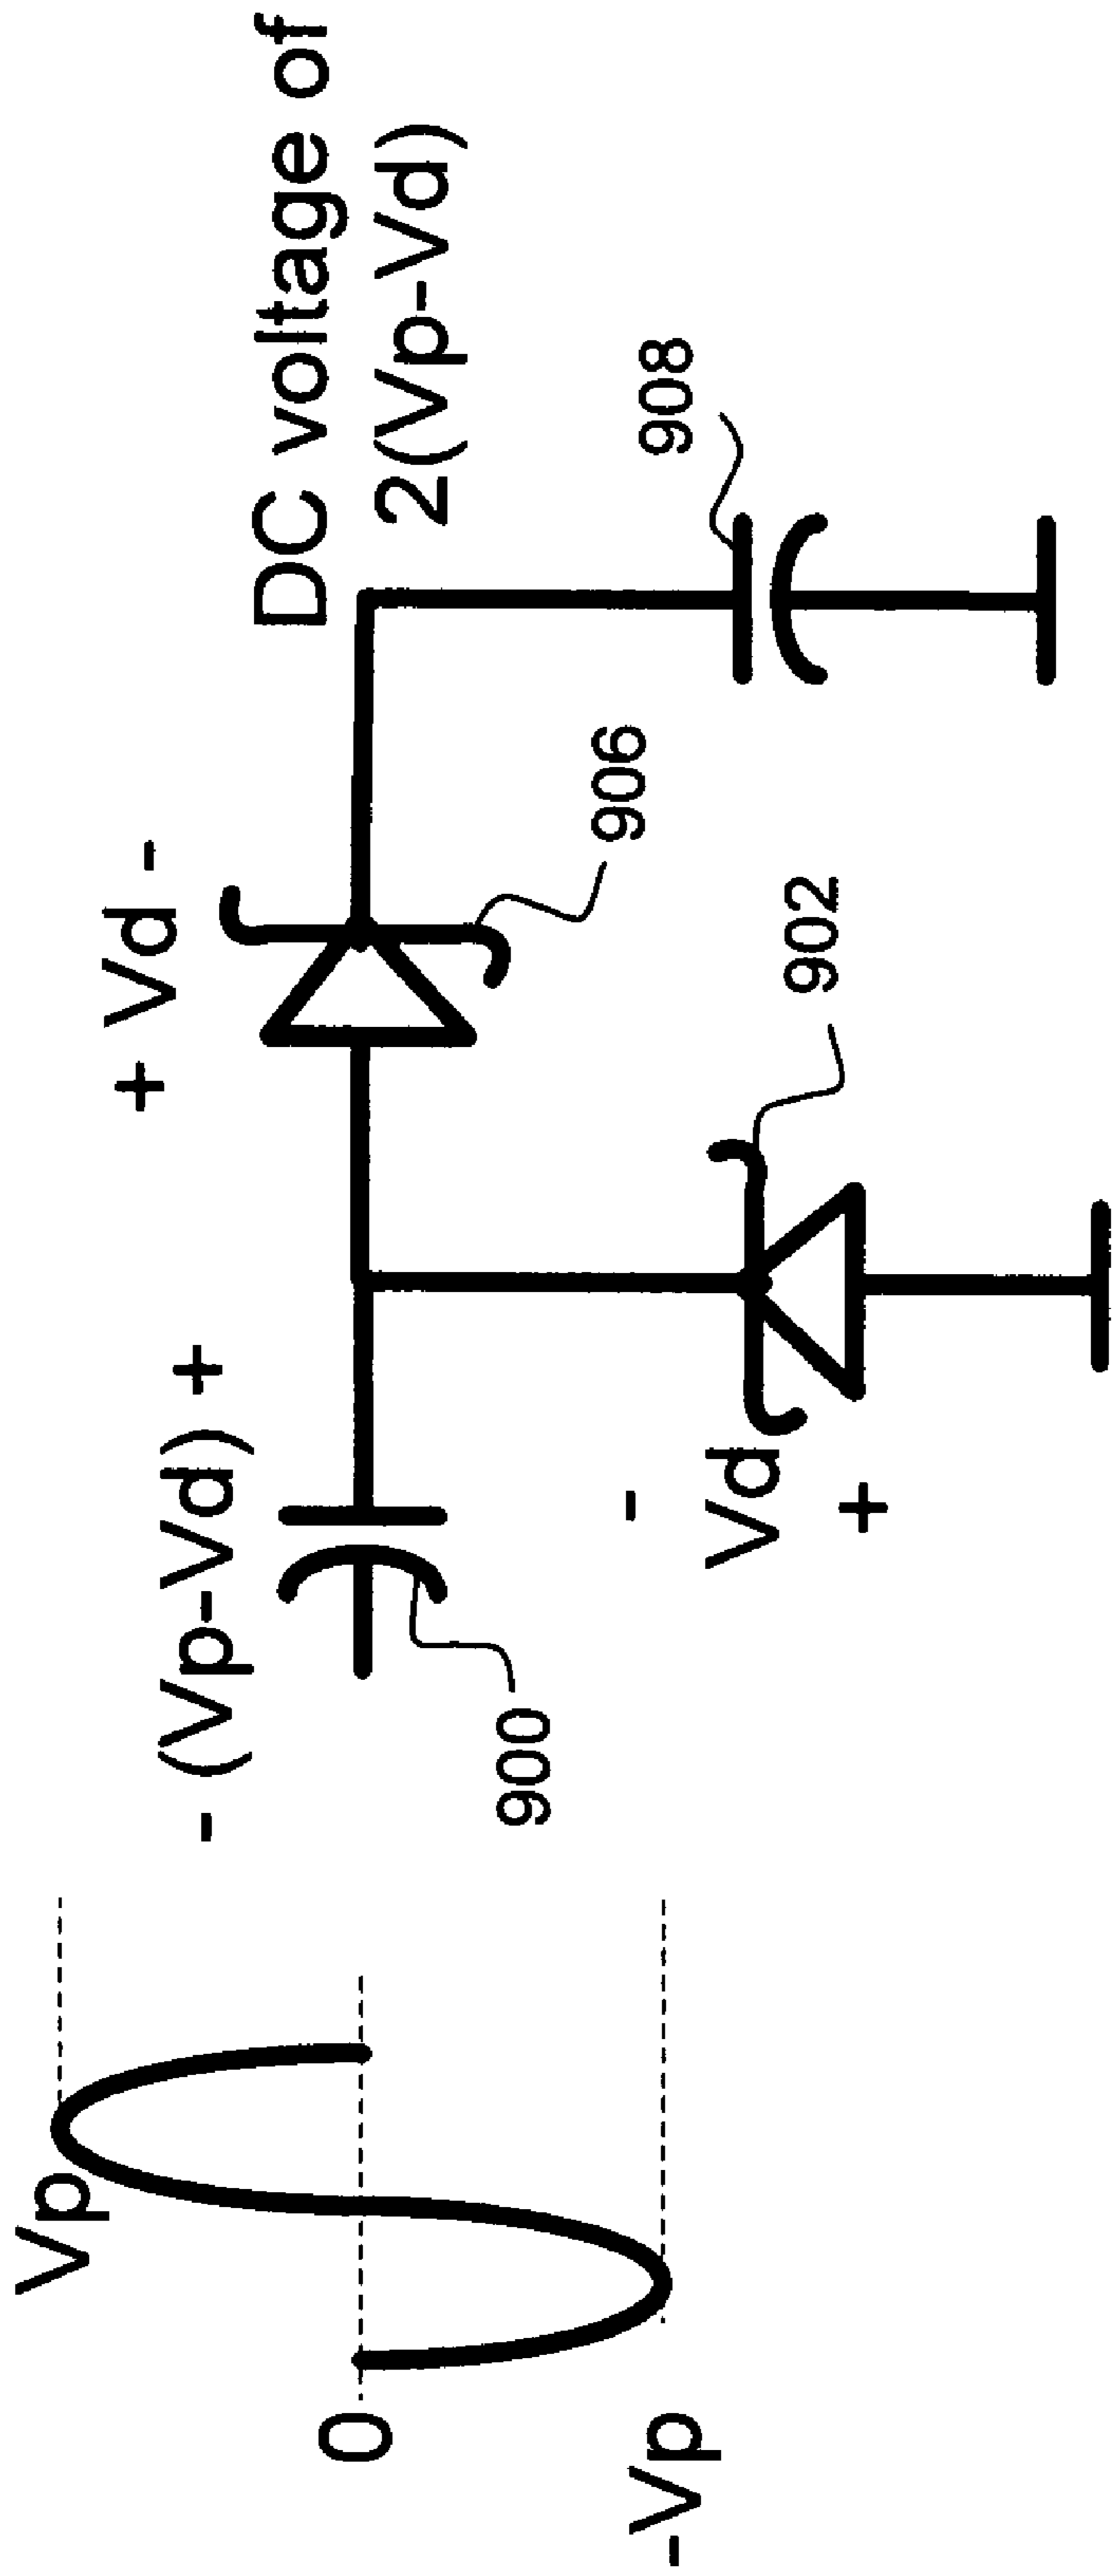 Vp
0
-Vp
- (Vp-Vd) +
900
-
Vd
+
+ Vd -
906
902
DC voltage of
2(Vp-Vd)
908